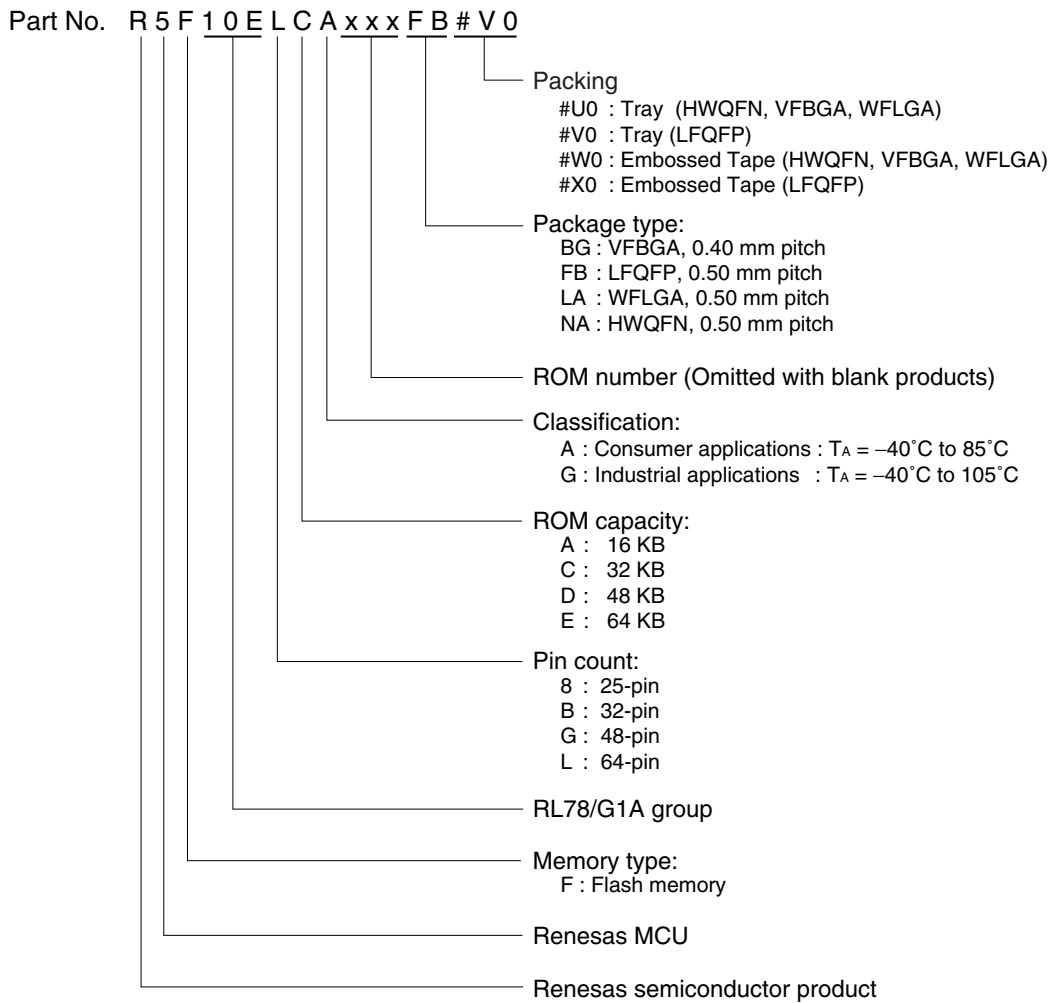 Part No. R 5 F 1 0 E L C A x x x F B # V 0
Packing
#U0 : Tray (HWQFN, VFBGA, WFLGA)
#V0 : Tray (LFQFP)
#W0 : Embossed Tape (HWQFN, VFBGA, WFLGA)
#X0 : Embossed Tape (LFQFP)
Package type:
BG : VFBGA, 0.40 mm pitch
FB : LFQFP, 0.50 mm pitch
LA : WFLGA, 0.50 mm pitch
NA : HWQFN, 0.50 mm pitch
ROM number (Omitted with blank products)
Classification:
A : Consumer applications : TA = –40˚C to 85˚C
G : Industrial applications : TA = –40˚C to 105˚C
ROM capacity:
A : 16 KB
C : 32 KB
D : 48 KB
E : 64 KB
Pin count:
8 : 25-pin
B : 32-pin
G : 48-pin
L : 64-pin
RL78/G1A group
Memory type:
F : Flash memory
Renesas MCU
Renesas semiconductor product